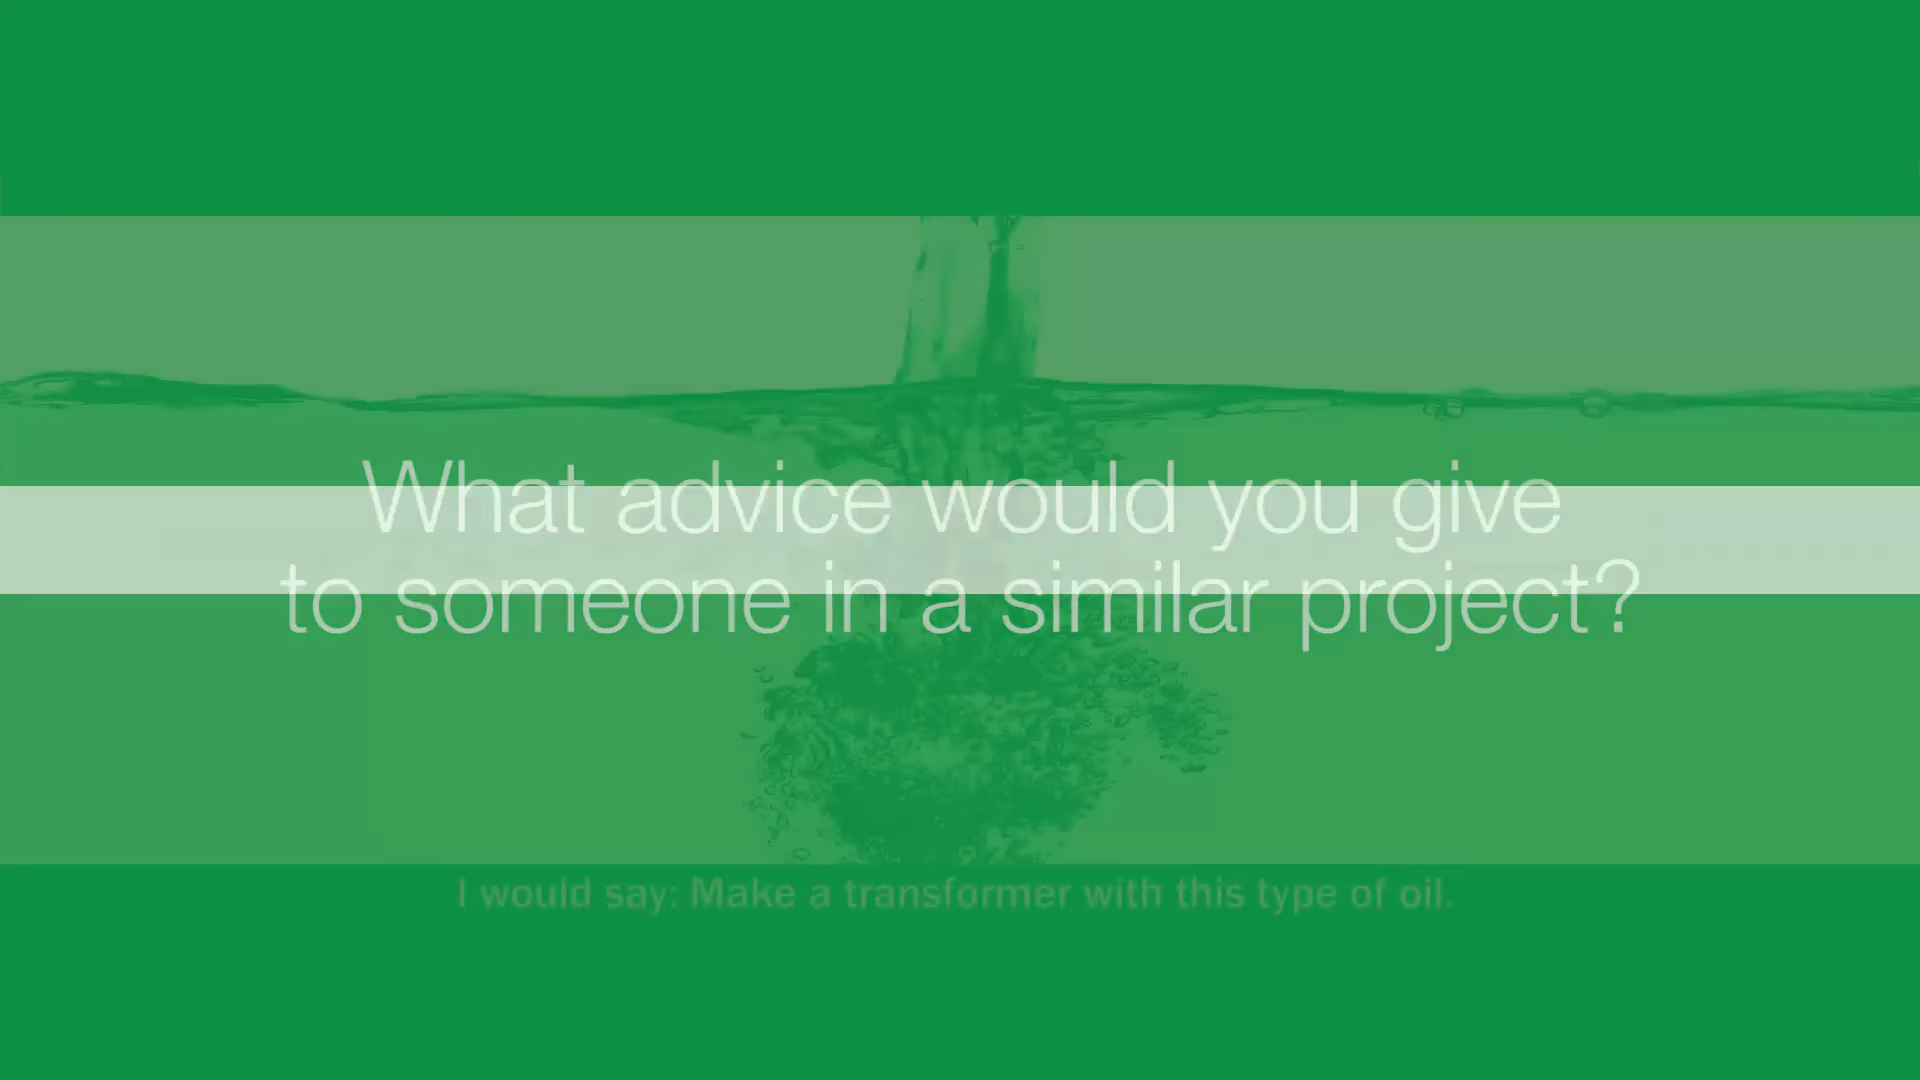 What advice would you give
to someone in a similar project?
I would say: Make a transformer with this type of oil.